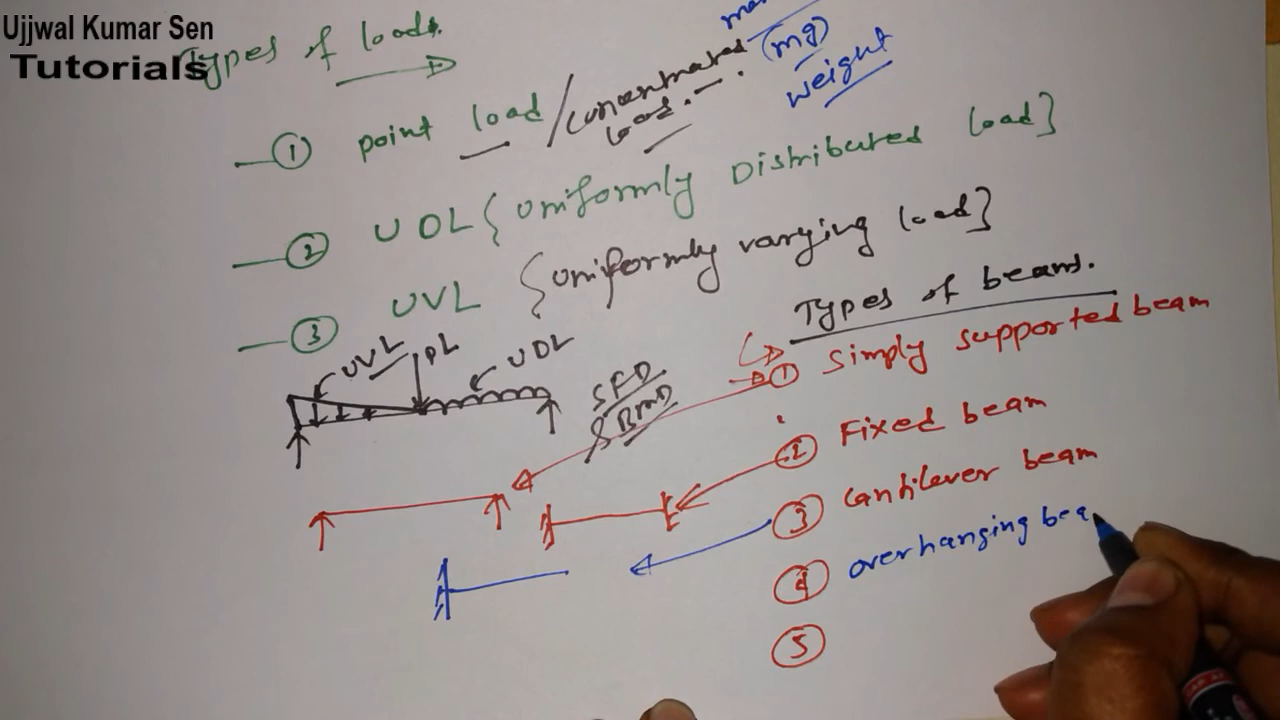 Ujjwal Kumar Sen
Tutorials
Types of loads.
1 point load / concentrated load.
(mg)
weight
2 UDL { uniformly Distributed load]
3 UVL { uniformly varying load]
UVL PL UDL
SFD
BMD
Types of beams.
1 Simply supported beam
2 Fixed beam
3 Cantilever beam
4 overhanging bea
5